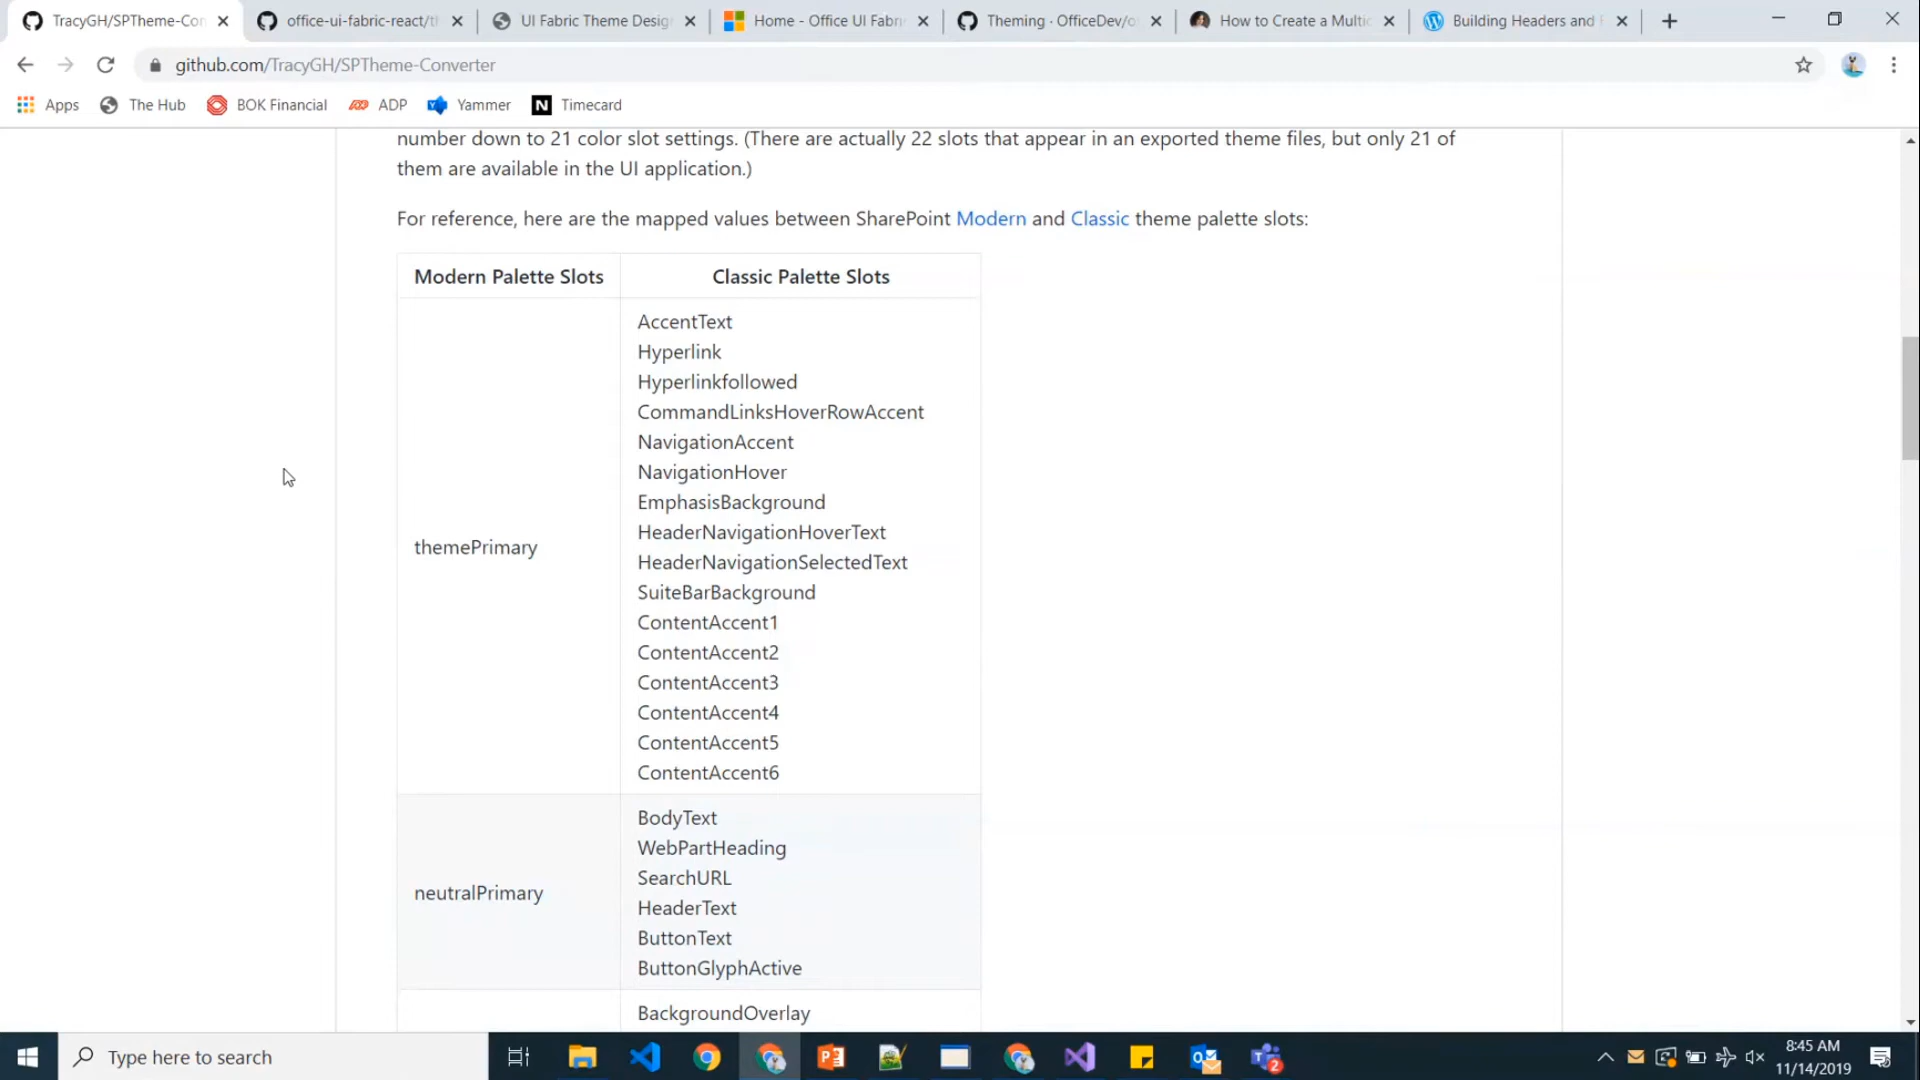 TracyGH/SPTheme-Con
office-ui-fabric-react/th
UI Fabric Theme Desig
Home - Office UI Fabri
Theming · OfficeDev/o
How to Create a Multic
Building Headers and F
github.com/TracyGH/SPTheme-Converter
Apps
The Hub
BOK Financial
ADP
Yammer
N Timecard
number down to 21 color slot settings. (There are actually 22 slots that appear in an exported theme files, but only 21 of
them are available in the UI application.)
For reference, here are the mapped values between SharePoint Modern and Classic theme palette slots:
Modern Palette Slots
Classic Palette Slots
themePrimary
AccentText
Hyperlink
Hyperlinkfollowed
CommandLinksHoverRowAccent
NavigationAccent
NavigationHover
EmphasisBackground
HeaderNavigationHoverText
HeaderNavigationSelectedText
SuiteBarBackground
ContentAccent1
ContentAccent2
ContentAccent3
ContentAccent4
ContentAccent5
ContentAccent6
neutralPrimary
BodyText
WebPartHeading
SearchURL
HeaderText
ButtonText
ButtonGlyphActive
BackgroundOverlay
Type here to search
8:45 AM
11/14/2019